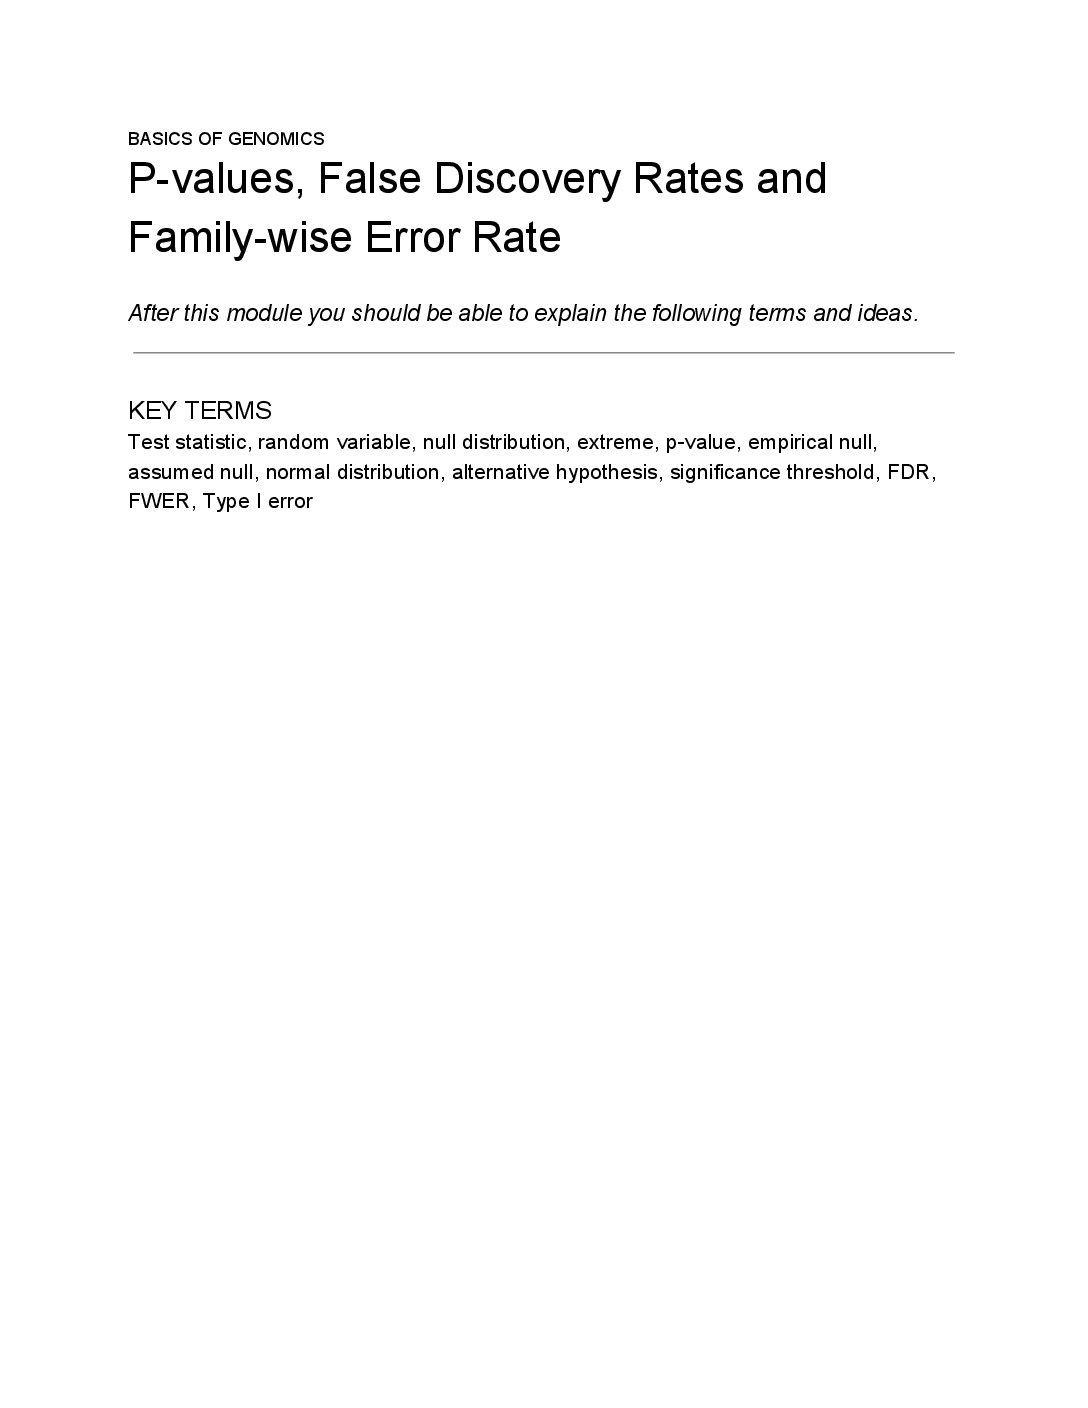 BASICS OF GENOMICS
P-values, False Discovery Rates and
Family-wise Error Rate
After this module you should be able to explain the following terms and ideas.
KEY TERMS
Test statistic, random variable, null distribution, extreme, p-value, empirical null,
assumed null, normal distribution, alternative hypothesis, significance threshold, FDR,
FWER, Type I error